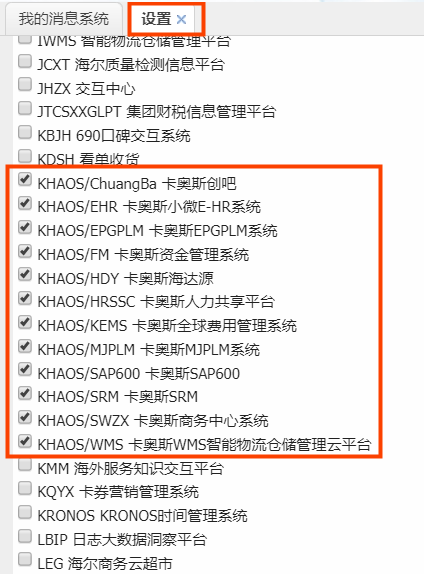 我的消息系统
设置 ×
IWMS 智能物流仓储管理平台
JCXT 海尔质量检测信息平台
JHZX 交互中心
JTCSXXGLPT 集团财税信息管理平台
KBJH 690口碑交互系统
KDSH 看单收货
KHAOS/ChuangBa 卡奥斯创吧
KHAOS/EHR 卡奥斯小微E-HR系统
KHAOS/EPGPLM 卡奥斯EPGPLM系统
KHAOS/FM 卡奥斯资金管理系统
KHAOS/HDY 卡奥斯海达源
KHAOS/HRSSC 卡奥斯人力共享平台
KHAOS/KEMS 卡奥斯全球费用管理系统
KHAOS/MJPLM 卡奥斯MJPLM系统
KHAOS/SAP600 卡奥斯SAP600
KHAOS/SRM 卡奥斯SRM
KHAOS/SWZX 卡奥斯商务中心系统
KHAOS/WMS 卡奥斯WMS智能物流仓储管理云平台
KMM 海外服务知识交互平台
KQYX 卡券营销管理系统
KRONOS KRONOS时间管理系统
LBIP 日志大数据洞察平台
LEG 海尔商务云超市